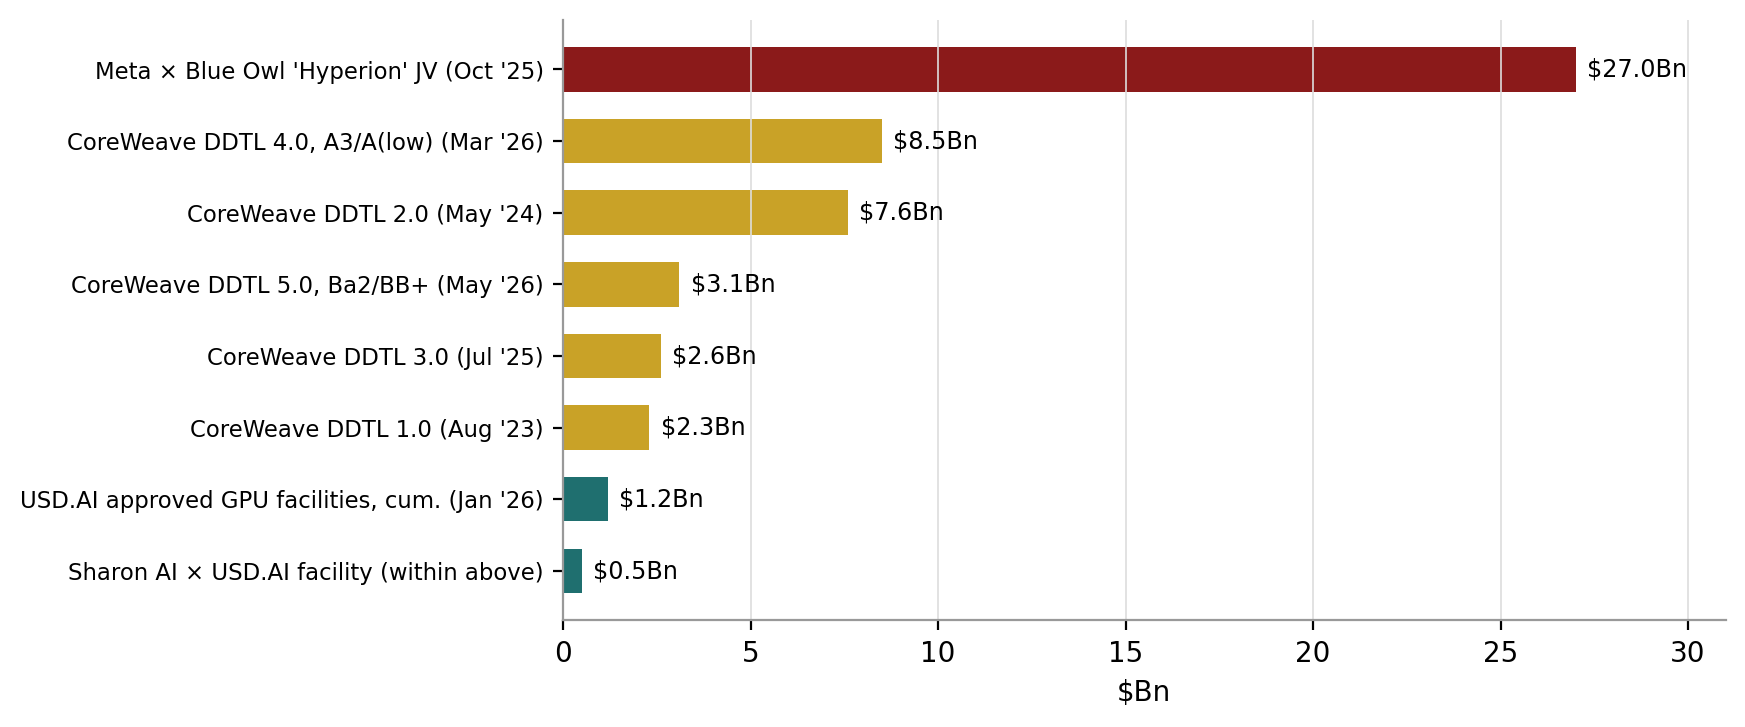 Meta × Blue Owl 'Hyperion' JV (Oct '25) $27.0Bn
CoreWeave DDTL 4.0, A3/A(low) (Mar '26) $8.5Bn
CoreWeave DDTL 2.0 (May '24) $7.6Bn
CoreWeave DDTL 5.0, Ba2/BB+ (May '26) $3.1Bn
CoreWeave DDTL 3.0 (Jul '25) $2.6Bn
CoreWeave DDTL 1.0 (Aug '23) $2.3Bn
USD.AI approved GPU facilities, cum. (Jan '26) $1.2Bn
Sharon AI × USD.AI facility (within above) $0.5Bn
0 5 10 15 20 25 30
$Bn